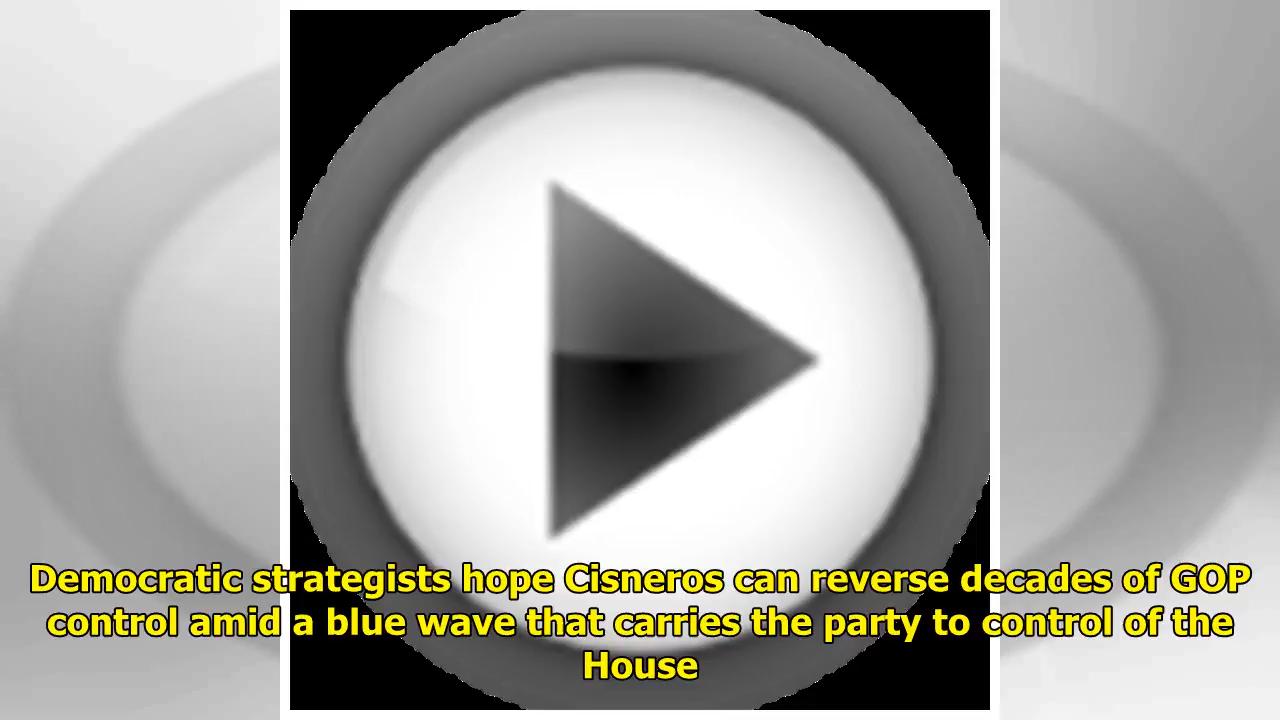 Democratic strategists hope Cisneros can reverse decades of GOP
control amid a blue wave that carries the party to control of the
House